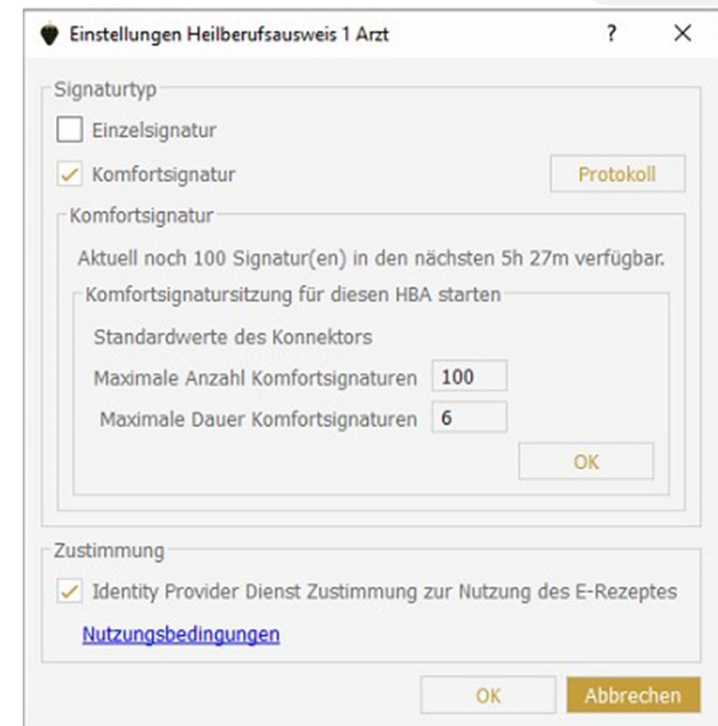 Einstellungen Heilberufsausweis 1 Arzt ? ×
Signaturtyp
Einzelsignatur
Komfortsignatur Protokoll
Komfortsignatur
Aktuell noch 100 Signatur(en) in den nächsten 5h 27m verfügbar.
Komfortsignatursitzung für diesen HBA starten
Standardwerte des Konnektors
Maximale Anzahl Komfortsignaturen 100
Maximale Dauer Komfortsignaturen 6
OK
Zustimmung
Identity Provider Dienst Zustimmung zur Nutzung des E-Rezeptes
Nutzungsbedingungen
OK Abbrechen